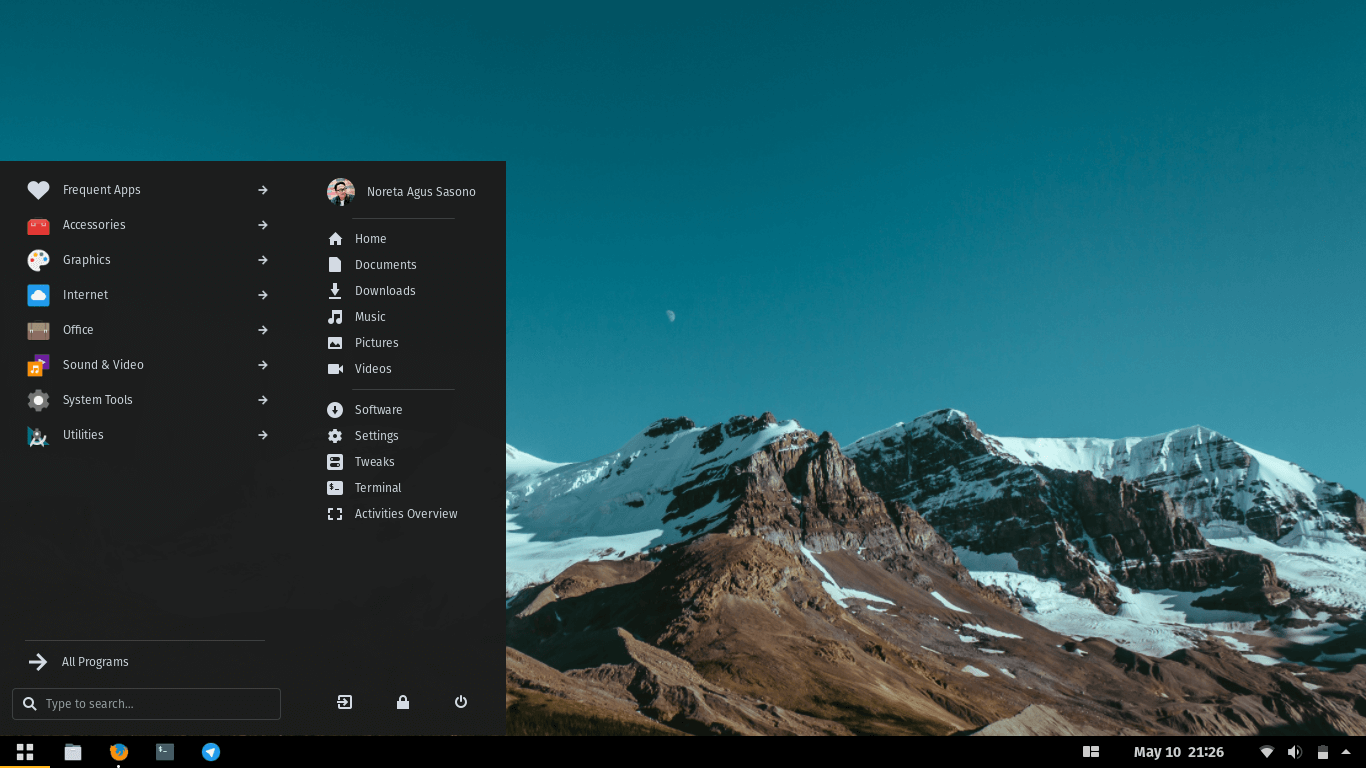 Frequent Apps
Accessories
Graphics
Internet
Office
Sound & Video
System Tools
Utilities
All Programs
Type to search...
Noreta Agus Sasono
Home
Documents
Downloads
Music
Pictures
Videos
Software
Settings
Tweaks
Terminal
Activities Overview
May 10 21:26